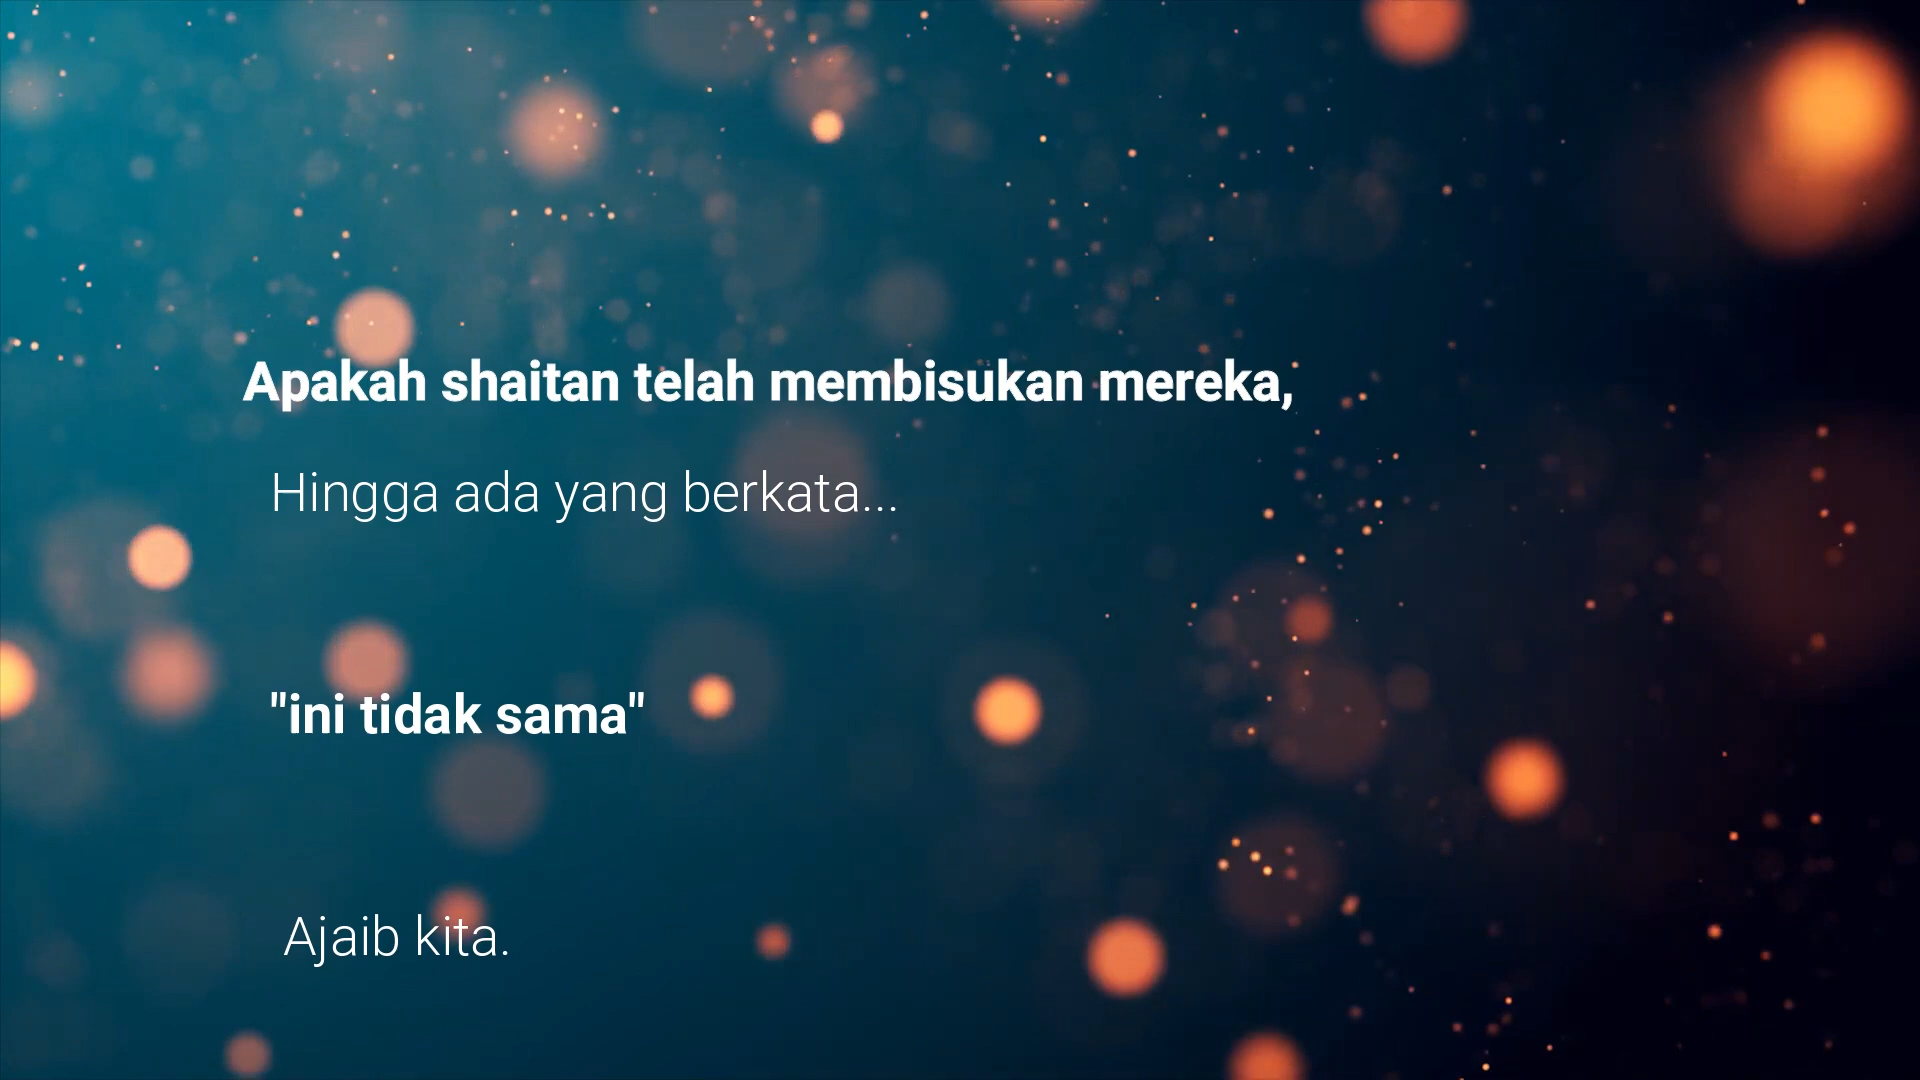 Apakah shaitan telah membisukan mereka,
Hingga ada yang berkata...
"ini tidak sama"
Ajaib kita.